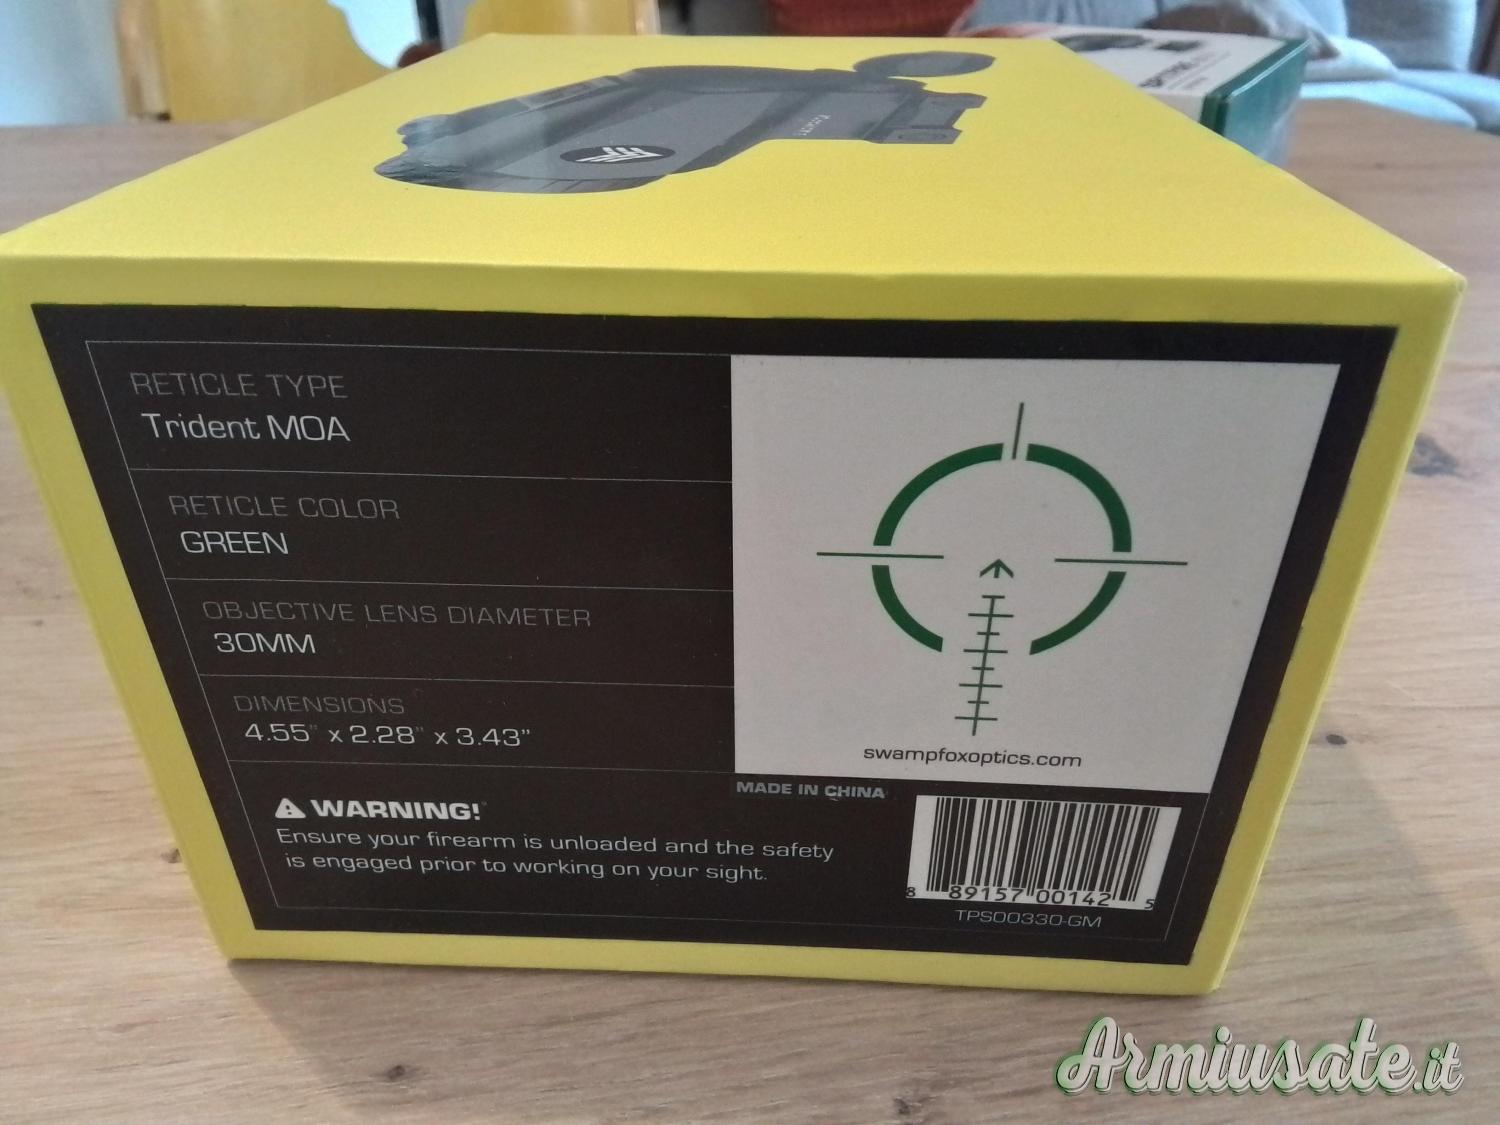 RETICLE TYPE
Trident MOA
RETICLE COLOR
GREEN
OBJECTIVE LENS DIAMETER
30MM
DIMENSIONS
4.55" x 2.28" x 3.43"
WARNING!
Ensure your firearm is unloaded and the safety
is engaged prior to working on your sight.
swampfoxoptics.com
MADE IN CHINA
8 89157 00142 5
TPS00330-GM
Armiusate.it